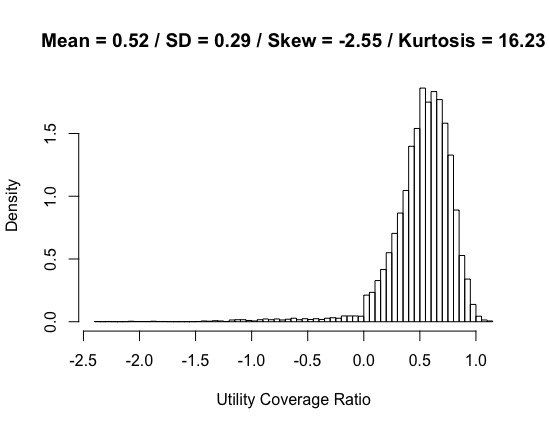 Mean = 0.52 / SD = 0.29 / Skew = -2.55 / Kurtosis = 16.23
Density
1.5
1.0
0.5
0.0
-2.5 -2.0 -1.5 -1.0 -0.5 0.0 0.5 1.0
Utility Coverage Ratio